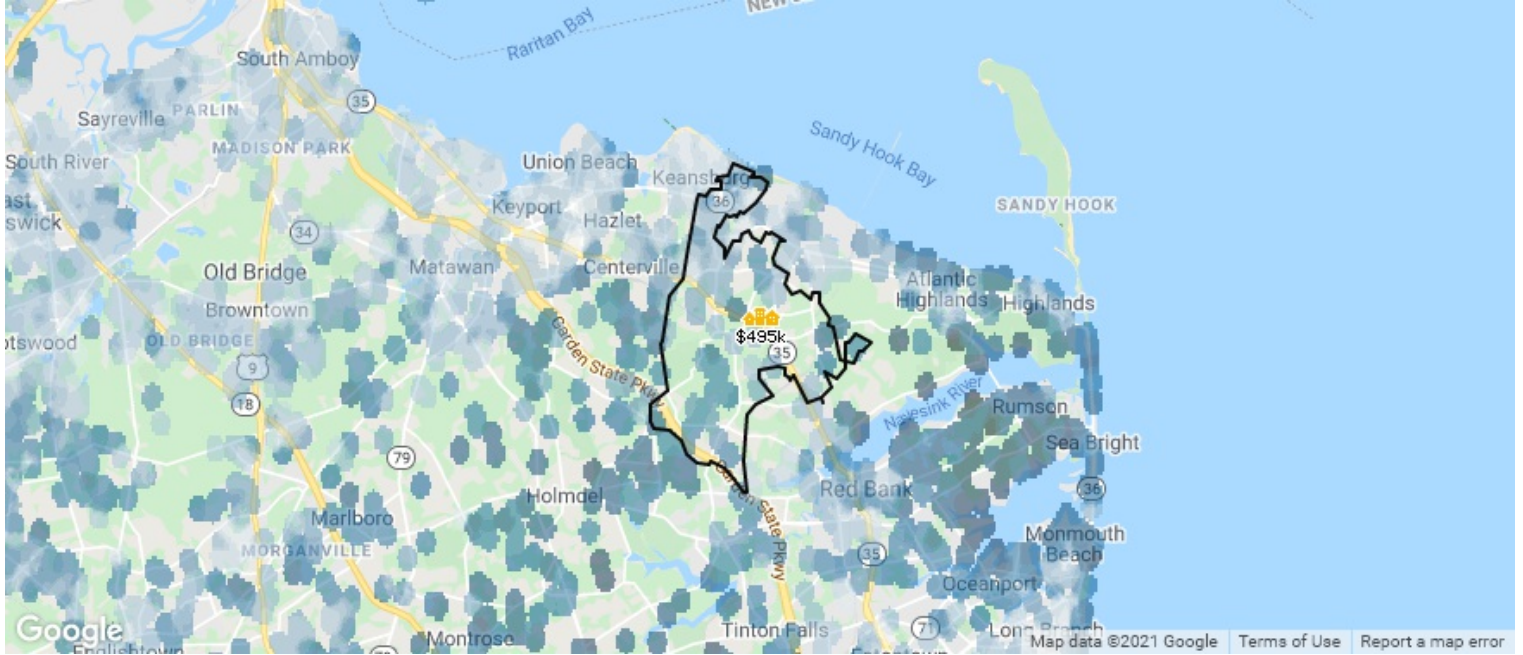 NEW
Raritan Bay
South Amboy
35
PARLIN
Sayreville
MADISON PARK
South River
Union Beach
Sandy Hook Bay
Keansburg
36
SANDY HOOK
Keyport
Hazlet
34
Matawan
Centerville
Old Bridge
Browntown
Atlantic
Highlands
Highlands
$495k
35
OLD BRIDGE
9
18
Garden State Pkwy
Navesink River
Rumson
Sea Bright
79
Holmdel
Red Bank
36
Marlboro
MORGANVILLE
Garden State Pkwy
Monmouth
Beach
35
Oceanport
Google
Englishtown
Montrose
Tinton Falls
71
Long Branch
Map data ©2021 Google
Terms of Use
Report a map error